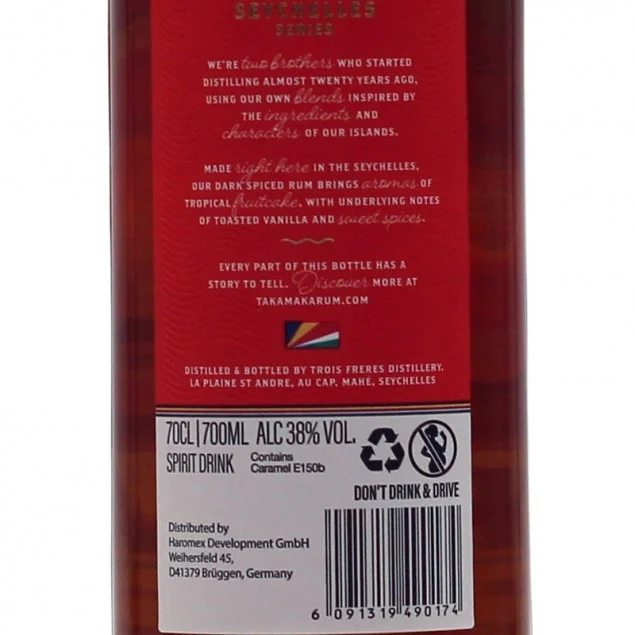 SEYCHELLES
SERIES
WE'RE two brothers WHO STARTED
DISTILLING ALMOST TWENTY YEARS AGO,
USING OUR OWN blends INSPIRED BY
THE ingredients AND
characters OF OUR ISLANDS.
MADE right here IN THE SEYCHELLES,
OUR DARK SPICED RUM BRINGS aromas OF
TROPICAL fruitcake, WITH UNDERLYING NOTES
OF TOASTED VANILLA AND sweet spices.
EVERY PART OF THIS BOTTLE HAS A
STORY TO TELL. Discover MORE AT
TAKAMAKARUM.COM
DISTILLED & BOTTLED BY TROIS FRERES DISTILLERY.
LA PLAINE ST ANDRE, AU CAP, MAHE, SEYCHELLES
70CL|700ML ALC 38% VOL.
SPIRIT DRINK
Contains
Caramel E150b
DON'T DRINK & DRIVE
Distributed by
Haromex Development GmbH
Weihersfeld 45,
D41379 Brüggen, Germany
6 091319 490174